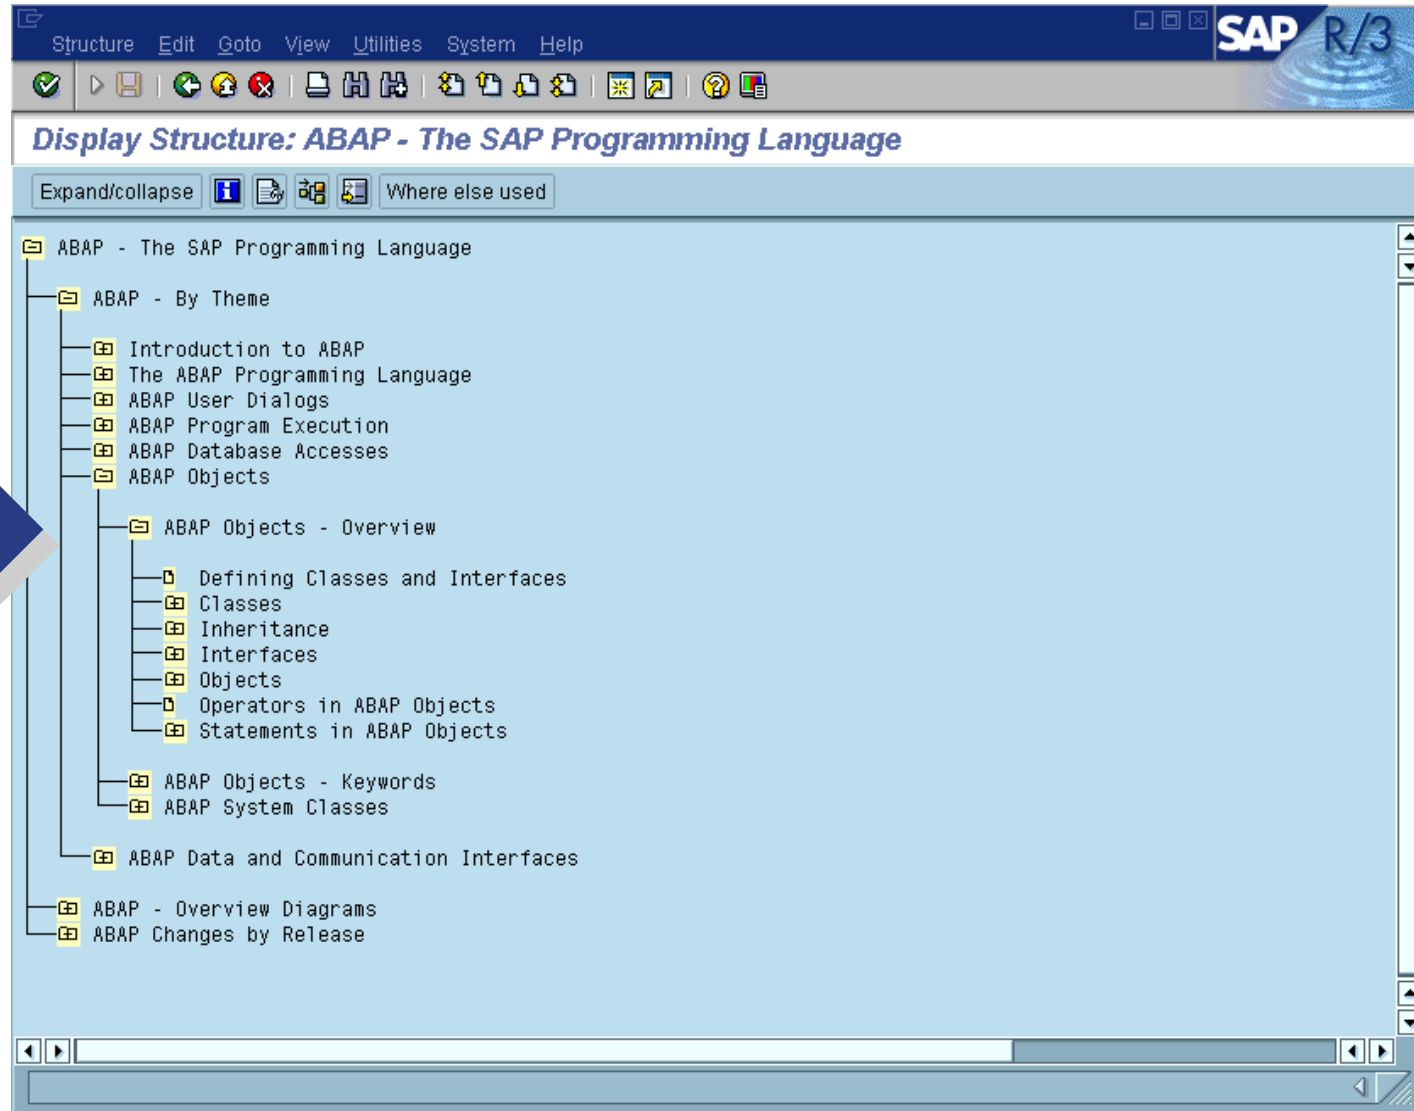 SAP R/3
Structure Edit Goto View Utilities System Help
Display Structure: ABAP - The SAP Programming Language
Expand/collapse Where else used
ABAP - The SAP Programming Language
ABAP - By Theme
Introduction to ABAP
The ABAP Programming Language
ABAP User Dialogs
ABAP Program Execution
ABAP Database Accesses
ABAP Objects
ABAP Objects - Overview
Defining Classes and Interfaces
Classes
Inheritance
Interfaces
Objects
Operators in ABAP Objects
Statements in ABAP Objects
ABAP Objects - Keywords
ABAP System Classes
ABAP Data and Communication Interfaces
ABAP - Overview Diagrams
ABAP Changes by Release